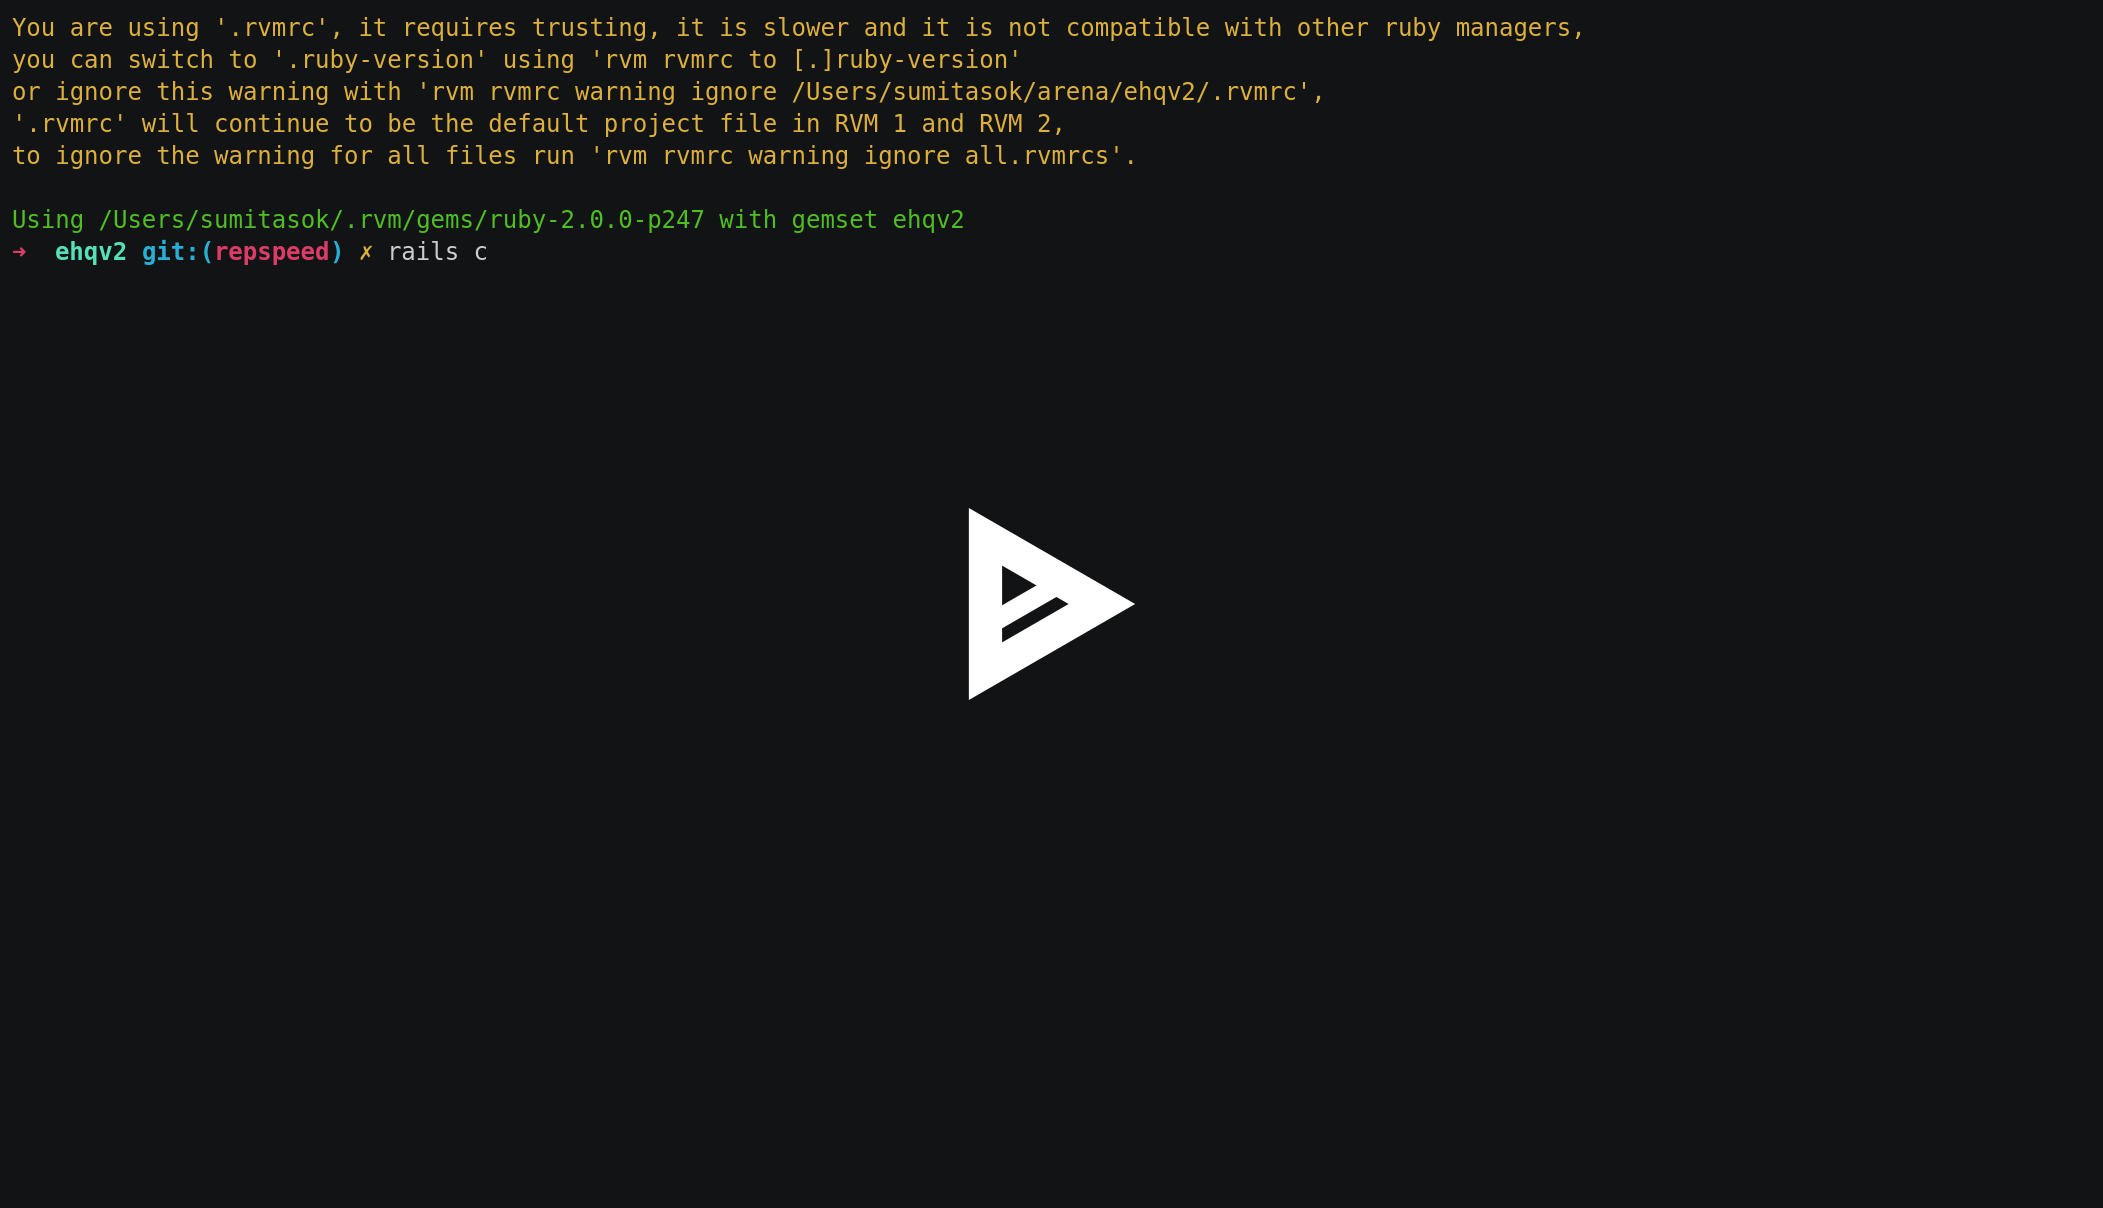 You are using '.rvmrc', it requires trusting, it is slower and it is not compatible with other ruby managers,
you can switch to '.ruby-version' using 'rvm rvmrc to [.]ruby-version'
or ignore this warning with 'rvm rvmrc warning ignore /Users/sumitasok/arena/ehqv2/.rvmrc',
'.rvmrc' will continue to be the default project file in RVM 1 and RVM 2,
to ignore the warning for all files run 'rvm rvmrc warning ignore all.rvmrcs'.
Using /Users/sumitasok/.rvm/gems/ruby-2.0.0-p247 with gemset ehqv2
➜  ehqv2 git:(repspeed) ✗ rails c